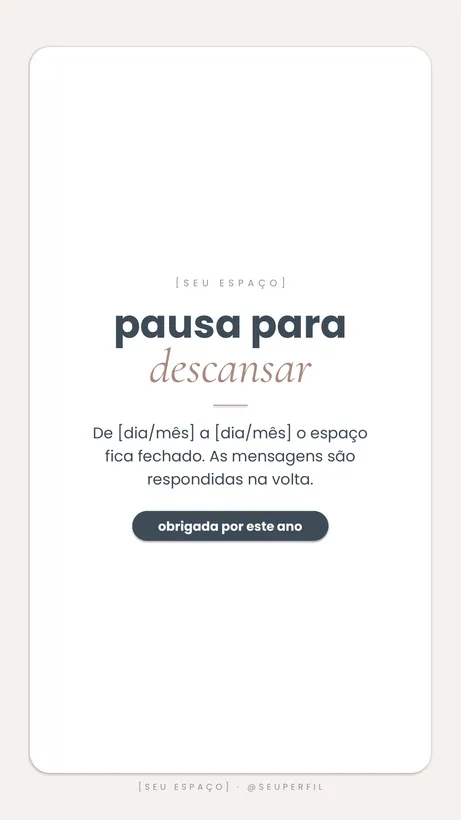 [SEU ESPAÇO]
pausa para
descansar
De [dia/mês] a [dia/mês] o espaço
fica fechado. As mensagens são
respondidas na volta.
obrigada por este ano
[SEU ESPAÇO] · @SEUPERFIL